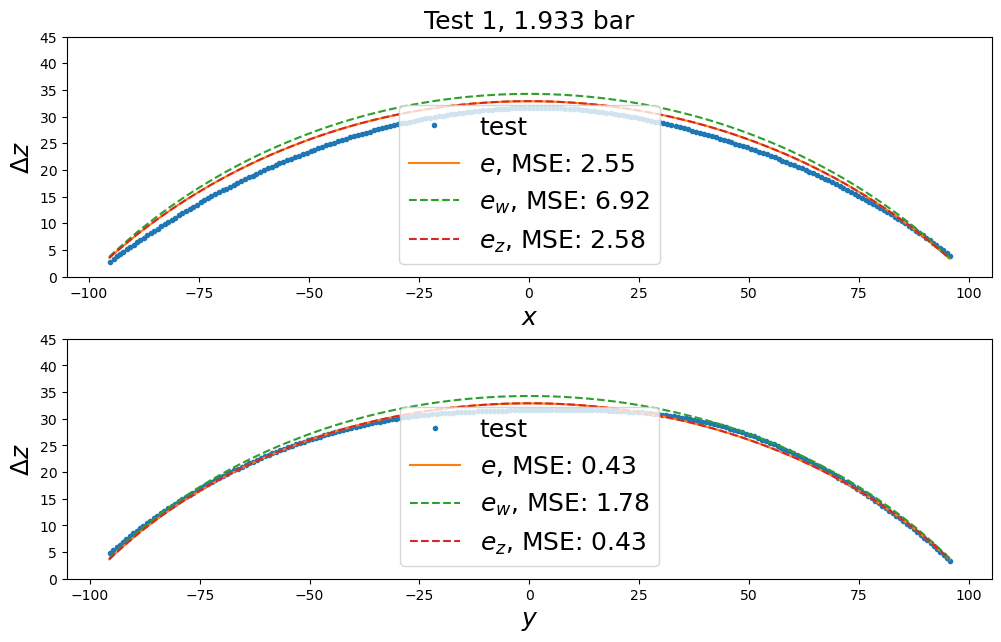 Test 1, 1.933 bar
45
40
35
30
25
20
15
10
5
0
Δz
test
e, MSE: 2.55
e_w, MSE: 6.92
e_z, MSE: 2.58
−100 −75 −50 −25 0 25 50 75 100
x
45
40
35
30
25
20
15
10
5
0
Δz
test
e, MSE: 0.43
e_w, MSE: 1.78
e_z, MSE: 0.43
−100 −75 −50 −25 0 25 50 75 100
y